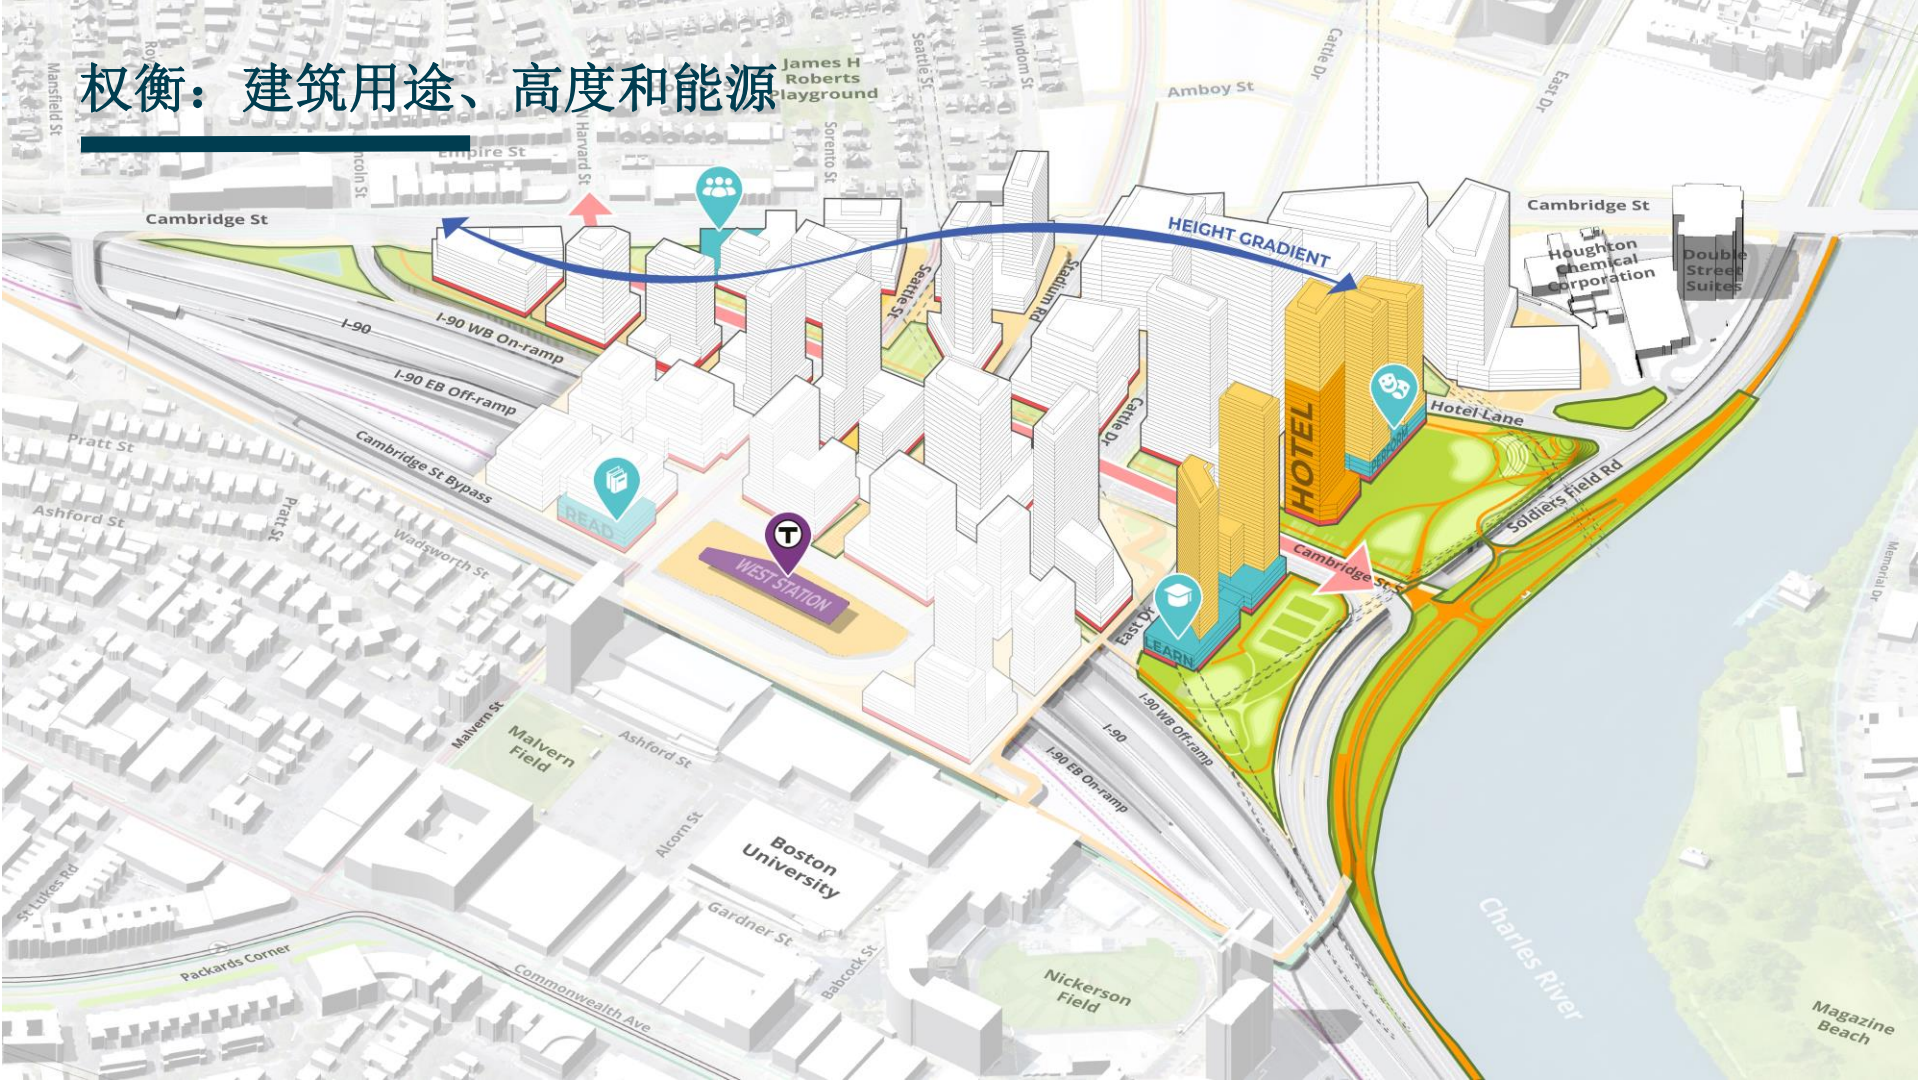 权衡：建筑用途、高度和能源
James H
Roberts
Playground
Mansfield St
Empire St
N Harvard St
Sorento St
Seattle St
Windom St
Cattle Dr
East Dr
Amboy St
Cambridge St
Cambridge St
HEIGHT GRADIENT
Houghton
Chemical
Corporation
Double
Street
Suites
Seattle St
Stadium Rd
Cattle Dr
I-90
I-90 WB On-ramp
I-90 EB Off-ramp
Cambridge St Bypass
HOTEL
PERFORM
Hotel Lane
Soldiers Field Rd
Cambridge St
READ
T
WEST STATION
LEARN
East Dr
Pratt St
Ashford St
Pratt St
Wadsworth St
Memorial Dr
Malvern St
Malvern
Field
Ashford St
Alcorn St
I-90 WB Off-ramp
I-90
I-90 EB On-ramp
Boston
University
Gardner St
Babcock St
St Lukes Rd
Packards Corner
Commonwealth Ave
Nickerson
Field
Charles River
Magazine
Beach